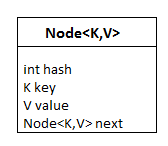 Node<K,V>
int hash
K key
V value
Node<K,V> next